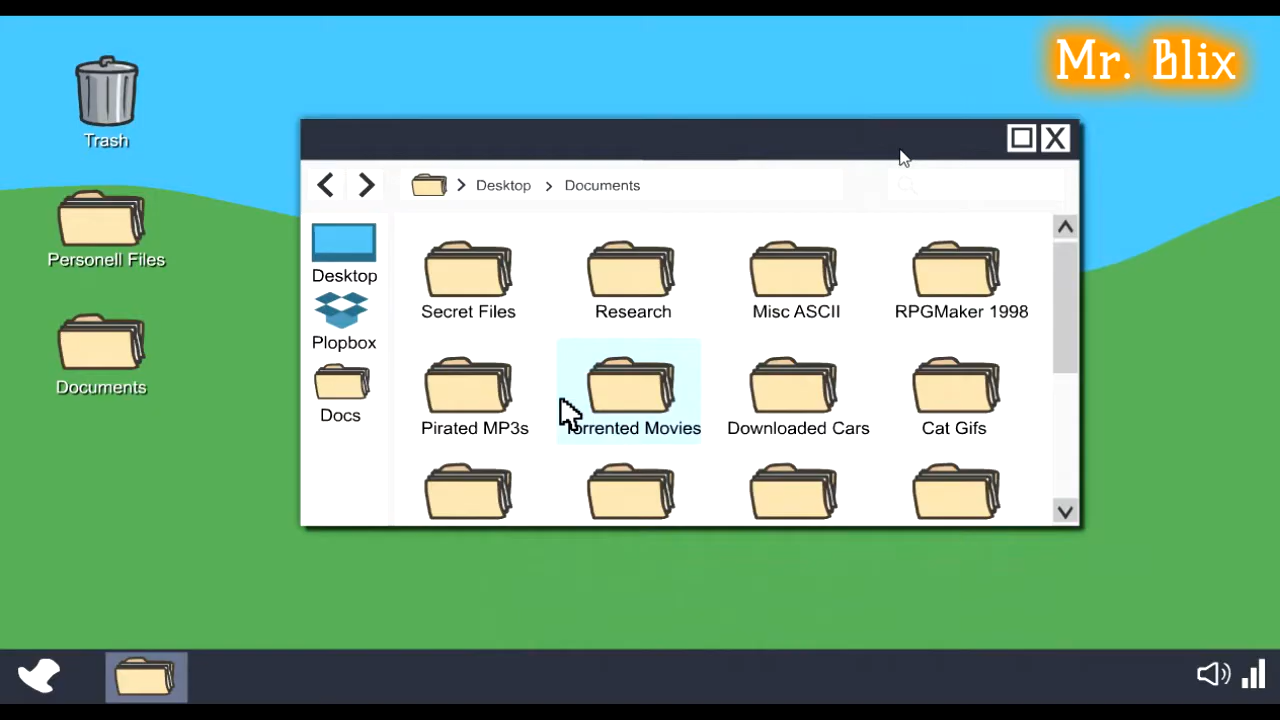 Mr. Blix
Trash
Desktop
Documents
Personell Files
Desktop
Secret Files
Research
Misc ASCII
RPGMaker 1998
Plopbox
Documents
Docs
Pirated MP3s
Torrented Movies
Downloaded Cars
Cat Gifs